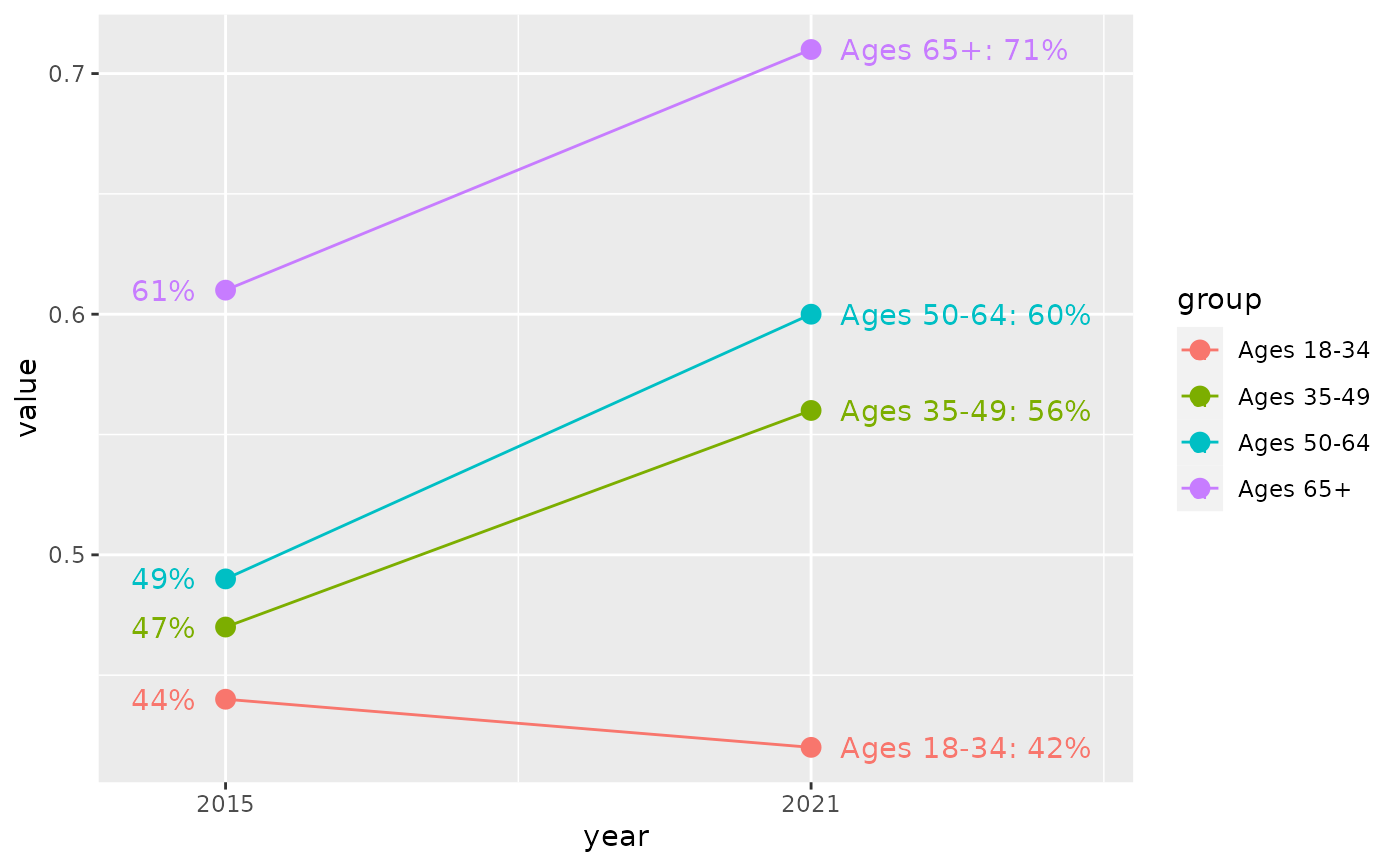 Ages 65+: 71%
0.7
61%
0.6
Ages 50-64: 60%
Ages 35-49: 56%
value
0.5
49%
47%
44%
Ages 18-34: 42%
2015
2021
year
group
Ages 18-34
Ages 35-49
Ages 50-64
Ages 65+